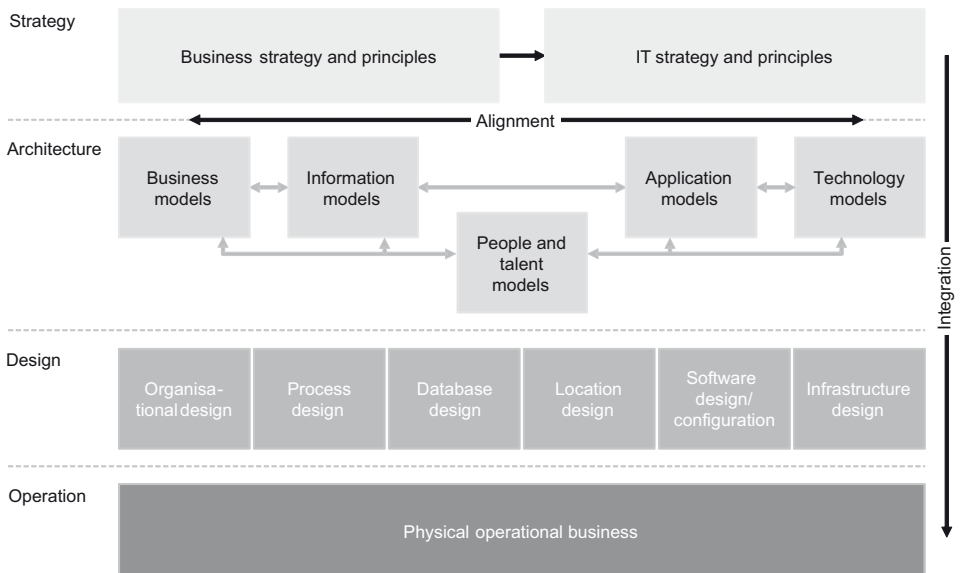 Strategy
Business strategy and principles
IT strategy and principles
Alignment
Architecture
Business
models
Information
models
Application
models
Technology
models
People and
talent
models
Integration
Design
Organisa-
tional design
Process
design
Database
design
Location
design
Software
design/
configuration
Infrastructure
design
Operation
Physical operational business